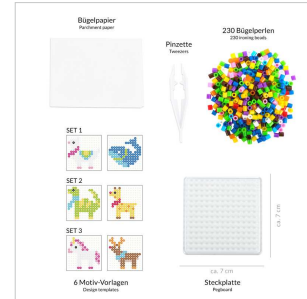 Bügelpapier
Parchment paper
Pinzette
Tweezers
230 Bügelperlen
230 ironing beads
SET 1
SET 2
SET 3
ca. 7 cm
ca. 7 cm
6 Motiv-Vorlagen
Design templates
Steckplatte
Pegboard